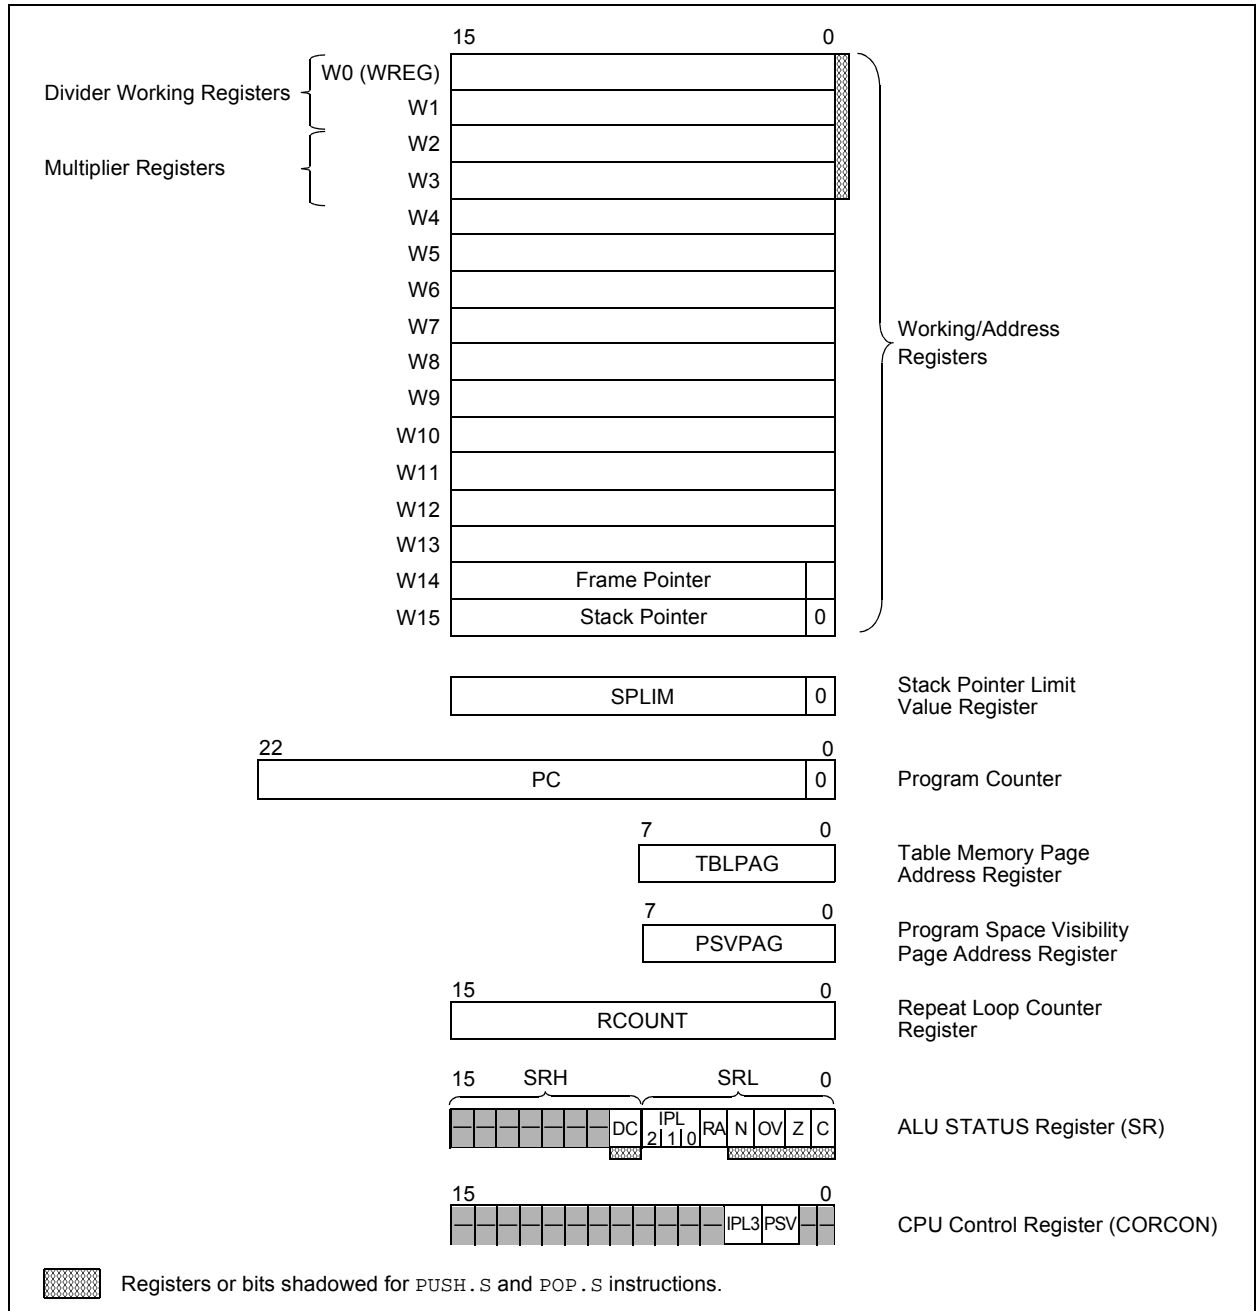 15 0
W0 (WREG)
Divider Working Registers
W1
W2
Multiplier Registers
W3
W4
W5
W6
W7
Working/Address
Registers
W8
W9
W10
W11
W12
W13
W14 Frame Pointer
W15 Stack Pointer 0
SPLIM 0
Stack Pointer Limit
Value Register
22 0
PC 0 Program Counter
7 0
TBLPAG
Table Memory Page
Address Register
7 0
PSVPAG
Program Space Visibility
Page Address Register
15 0
RCOUNT
Repeat Loop Counter
Register
15 SRH SRL 0
— — — — — — — DC IPL 2 1 0 RA N OV Z C ALU STATUS Register (SR)
15 0
— — — — — — — — — — — — IPL3 PSV — — CPU Control Register (CORCON)
Registers or bits shadowed for PUSH.S and POP.S instructions.